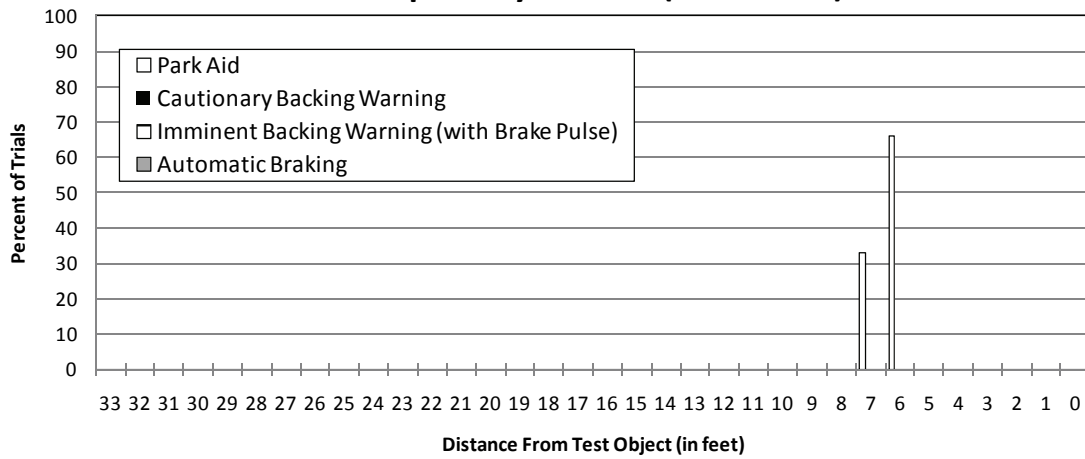 100
90
80
70
60
50
40
30
20
10
0
Percent of Trials
Park Aid
Cautionary Backing Warning
Imminent Backing Warning (with Brake Pulse)
Automatic Braking
33 32 31 30 29 28 27 26 25 24 23 22 21 20 19 18 17 16 15 14 13 12 11 10 9 8 7 6 5 4 3 2 1 0
Distance From Test Object (in feet)